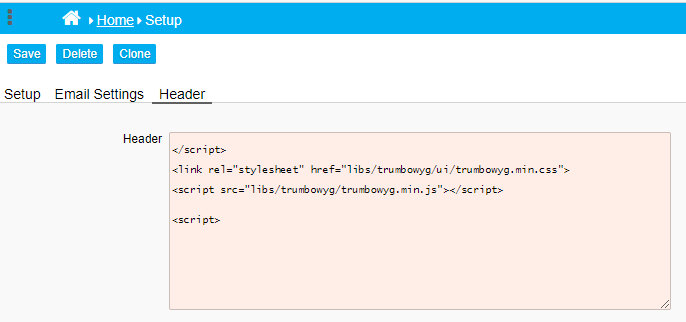 Home Setup
Save Delete Clone
Setup Email Settings Header
Header
</script>
<link rel="stylesheet" href="libs/trumbowyg/ui/trumbowyg.min.css">
<script src="libs/trumbowyg/trumbowyg.min.js"></script>
<script>